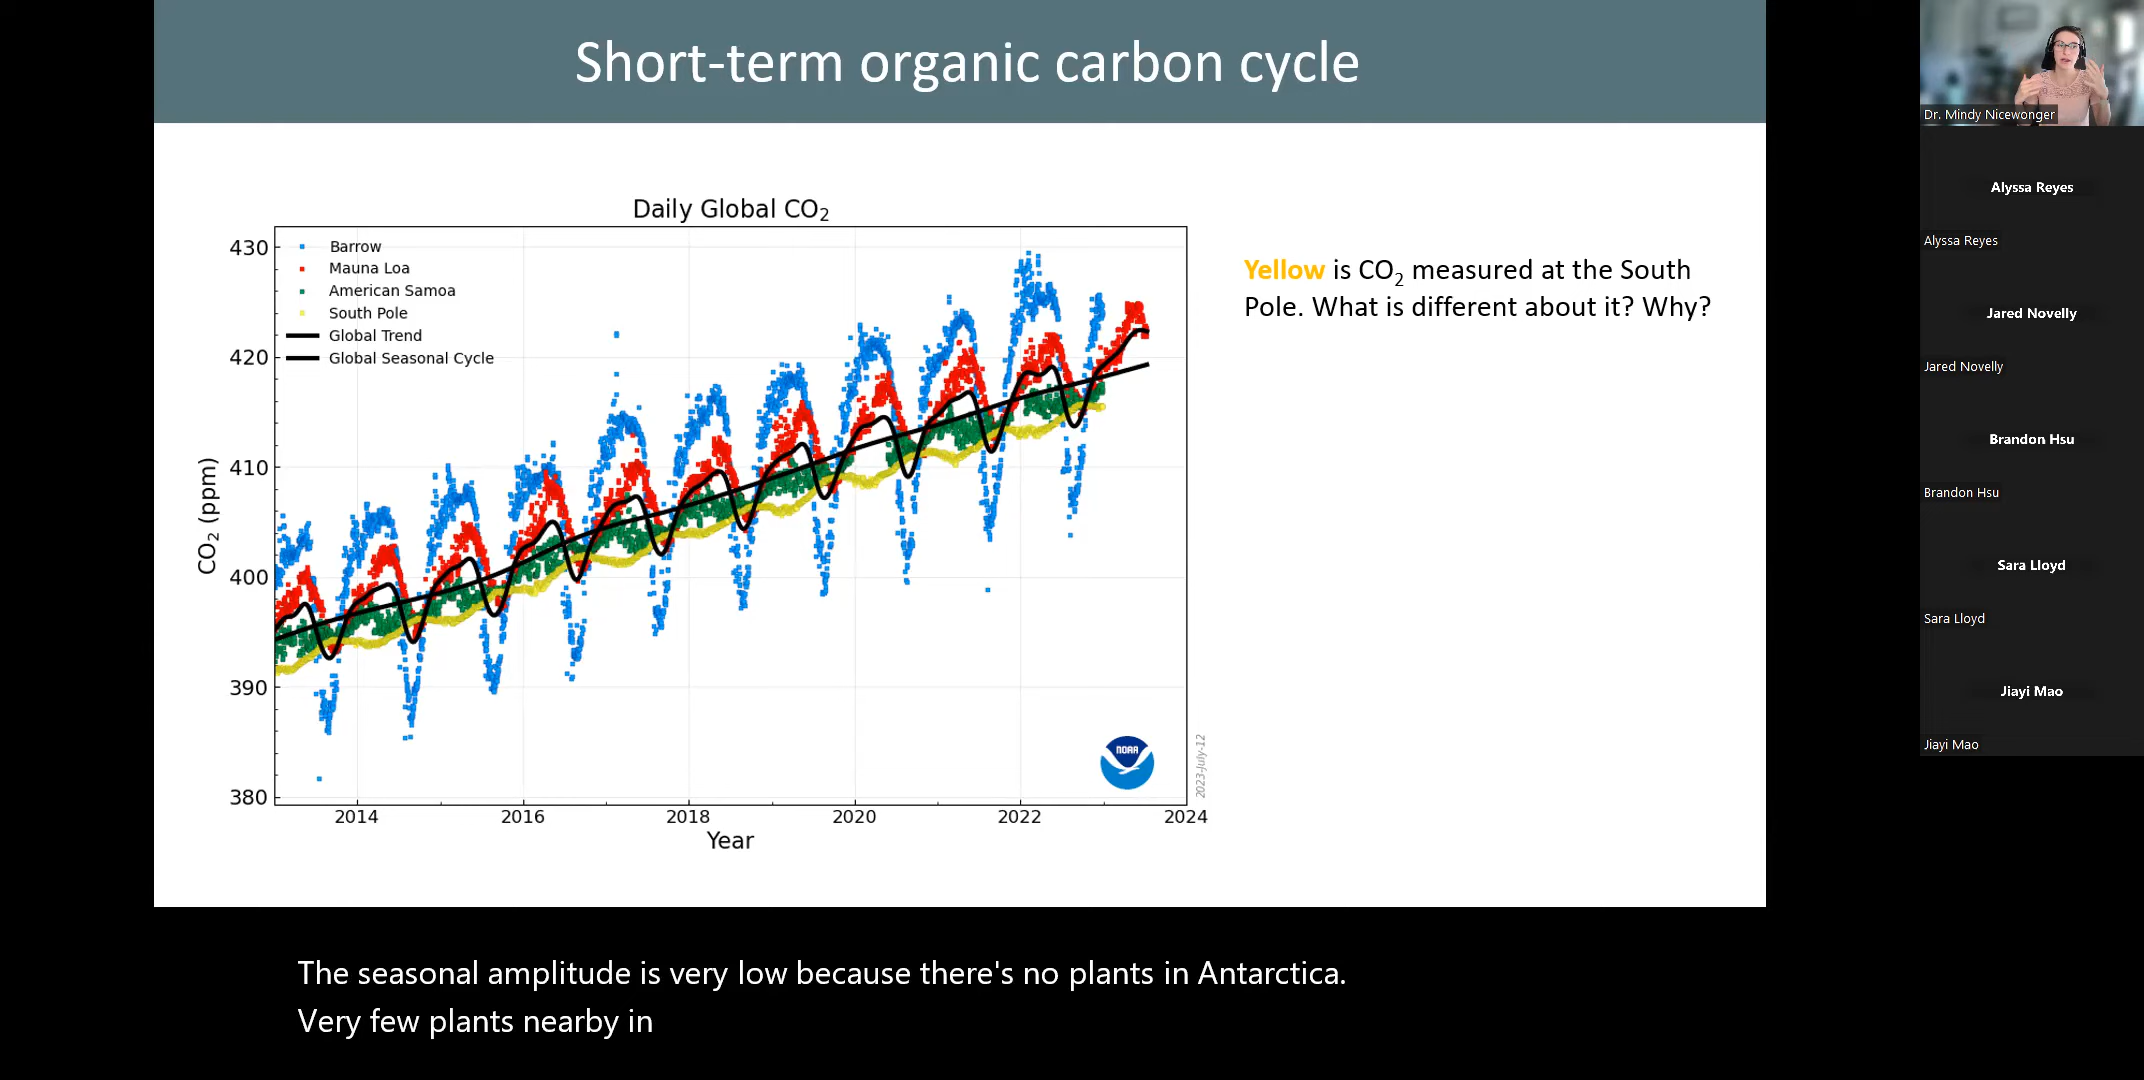 Short-term organic carbon cycle
Daily Global CO₂
430
420
410
400
390
380
CO₂ (ppm)
Barrow
Mauna Loa
American Samoa
South Pole
Global Trend
Global Seasonal Cycle
2014
2016
2018
2020
2022
2024
Year
NOAA
2023-July-12
Yellow is CO₂ measured at the South
Pole. What is different about it? Why?
The seasonal amplitude is very low because there's no plants in Antarctica.
Very few plants nearby in
Dr. Mindy Nicewonger
Alyssa Reyes
Alyssa Reyes
Jared Novelly
Jared Novelly
Brandon Hsu
Brandon Hsu
Sara Lloyd
Sara Lloyd
Jiayi Mao
Jiayi Mao